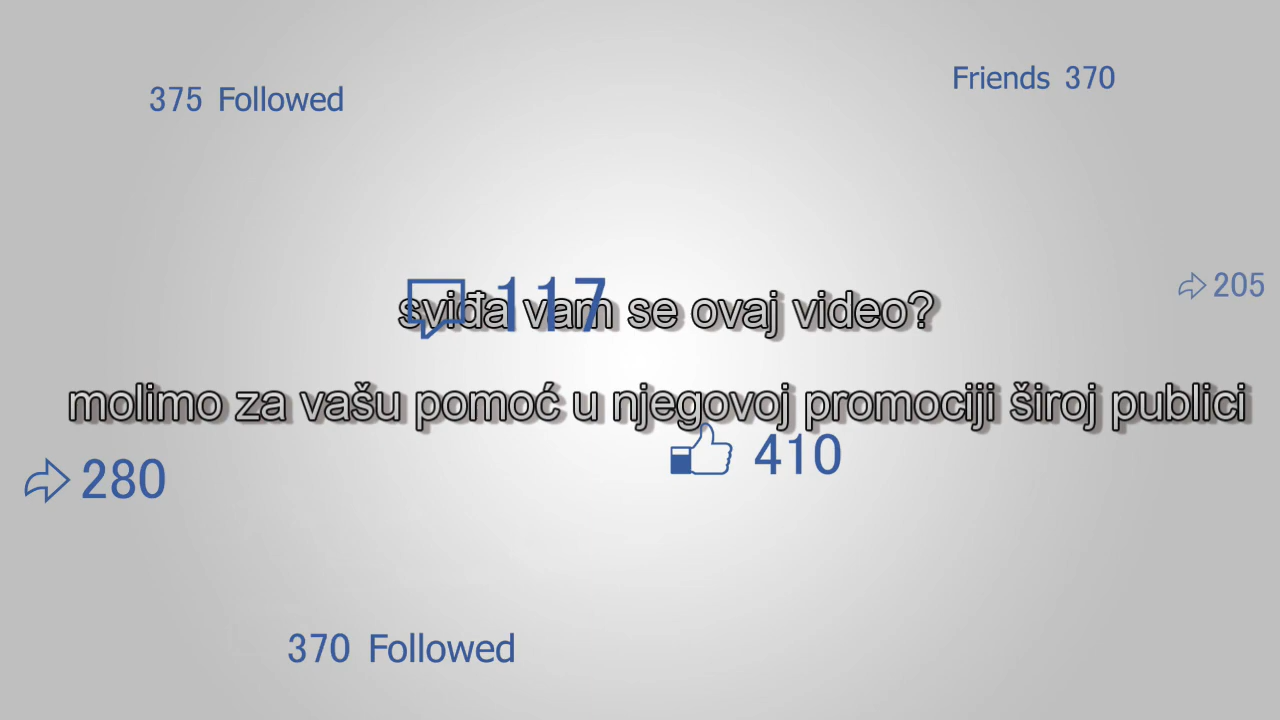 Friends 370
375 Followed
205
117
sviđa vam se ovaj video?
molimo za vašu pomoć u njegovoj promociji široj publici
410
280
370 Followed